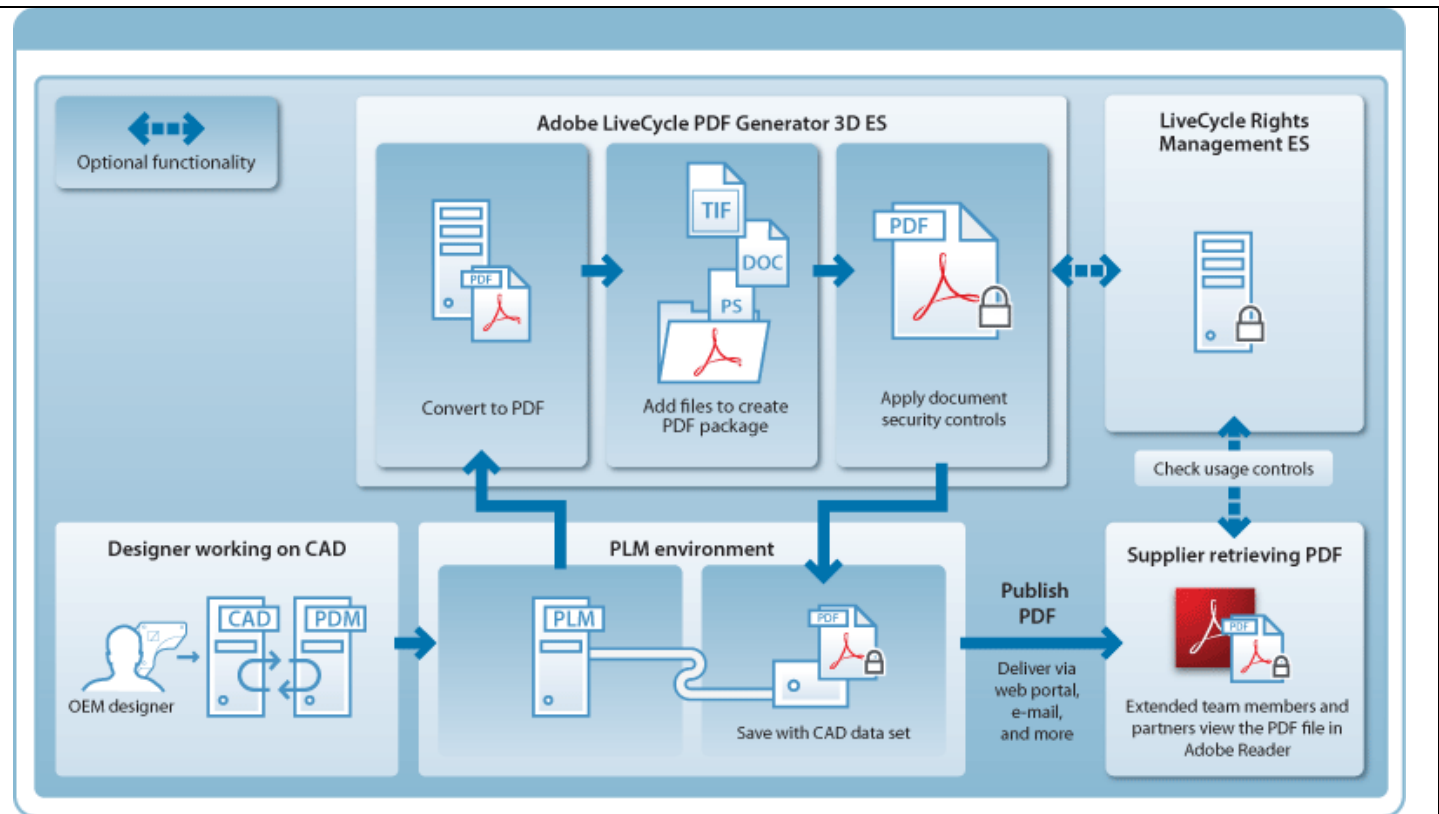 Optional functionality
Adobe LiveCycle PDF Generator 3D ES
PDF
Convert to PDF
TIF
DOC
PS
Add files to create
PDF package
PDF
Apply document
security controls
LiveCycle Rights
Management ES
Check usage controls
Designer working on CAD
OEM designer
CAD
PDM
PLM environment
PLM
PDF
Save with CAD data set
Publish
PDF
Deliver via
web portal,
e-mail,
and more
Supplier retrieving PDF
PDF
Extended team members and
partners view the PDF file in
Adobe Reader